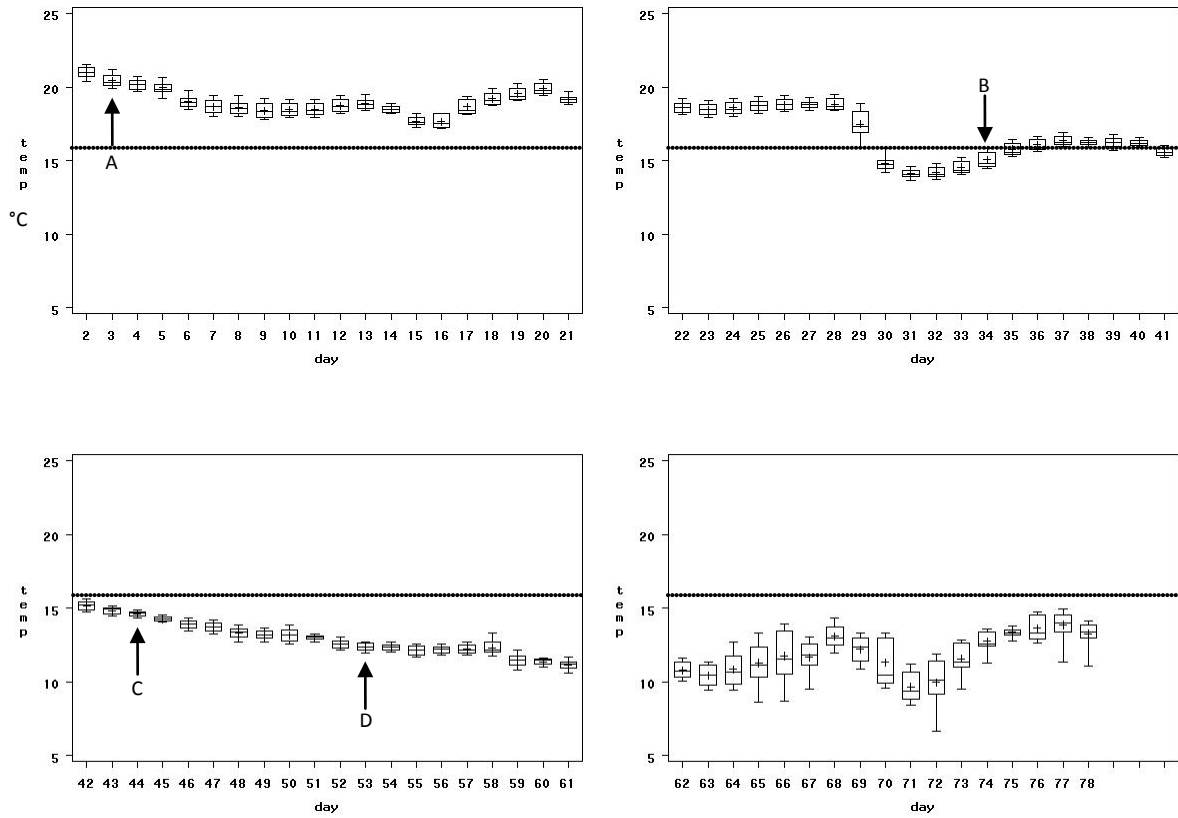 25
20
15
10
5
temp
°C
A
2 3 4 5 6 7 8 9 10 11 12 13 14 15 16 17 18 19 20 21
day
25
20
15
10
5
temp
B
22 23 24 25 26 27 28 29 30 31 32 33 34 35 36 37 38 39 40 41
day
25
20
15
10
5
temp
C
D
42 43 44 45 46 47 48 49 50 51 52 53 54 55 56 57 58 59 60 61
day
25
20
15
10
5
temp
62 63 64 65 66 67 68 69 70 71 72 73 74 75 76 77 78
day